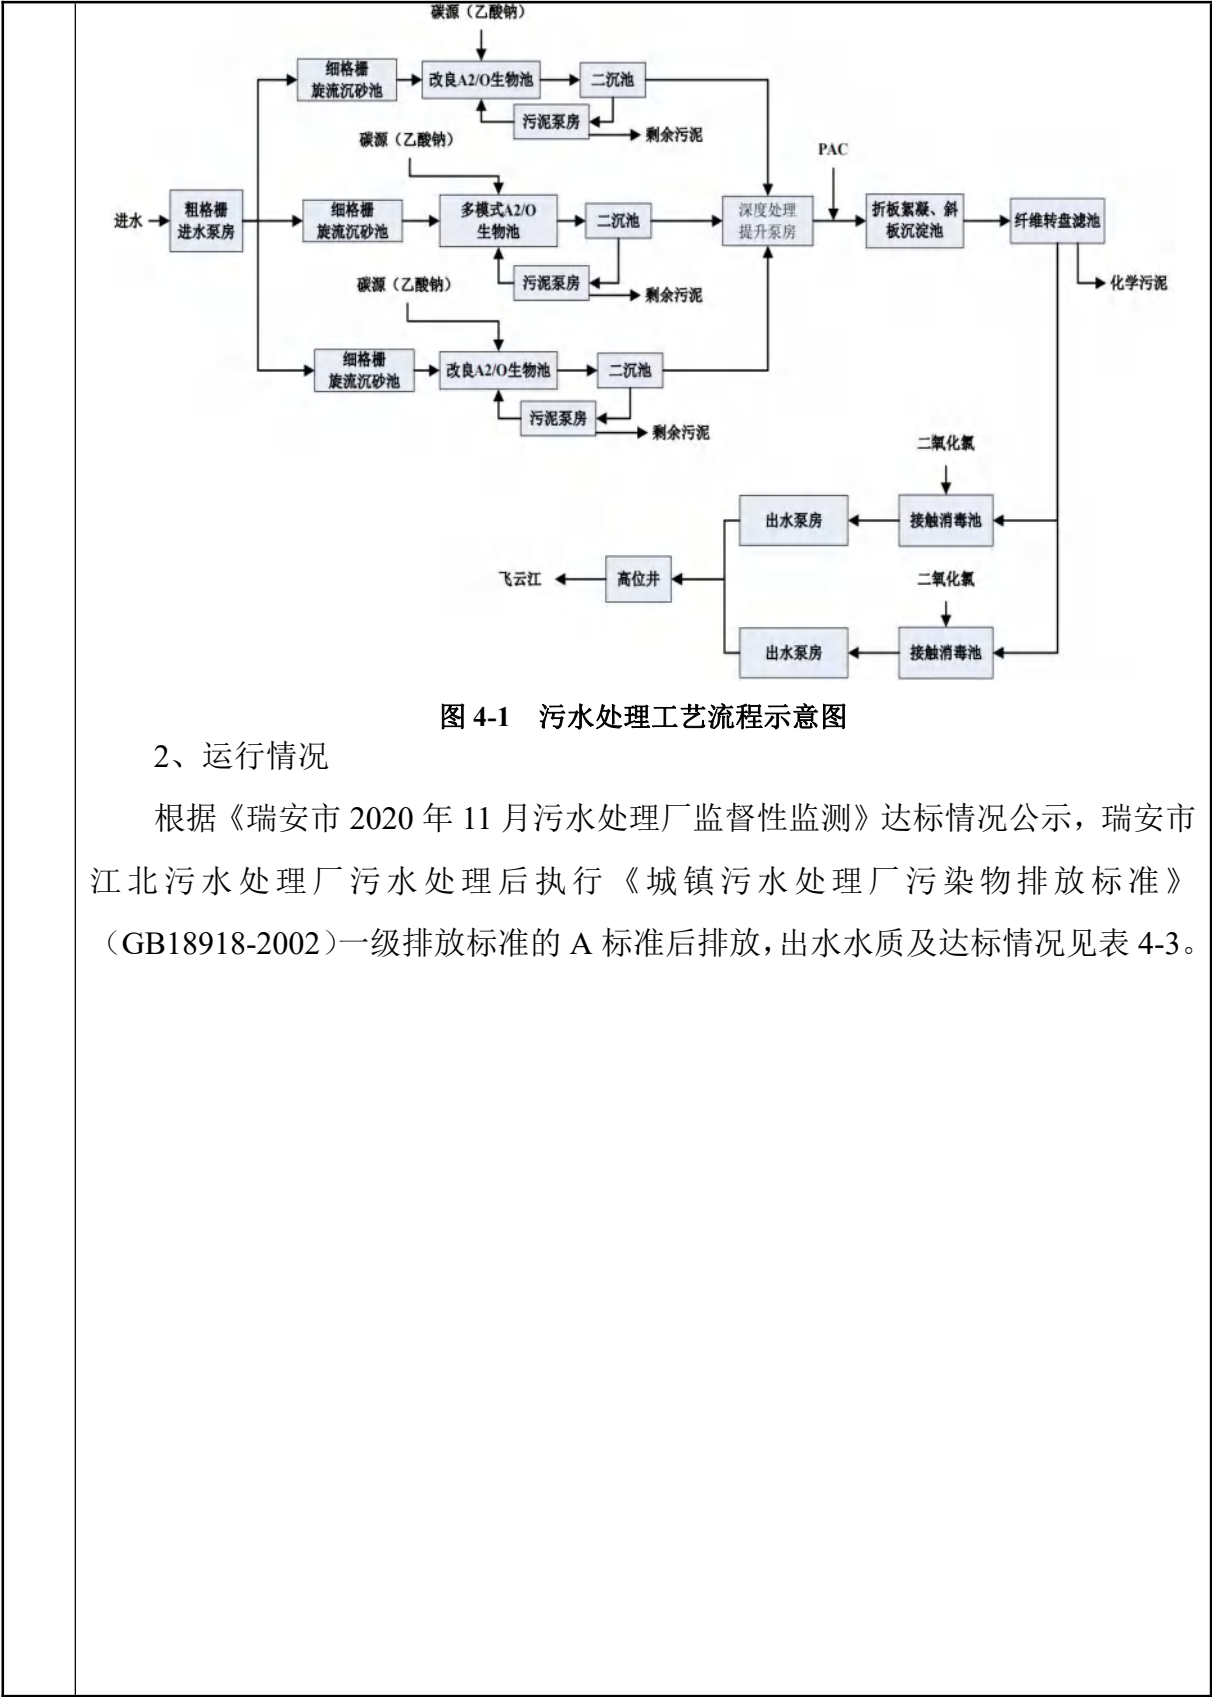 碳源（乙酸钠）
细格栅
旋流沉砂池
改良A2/O生物池
二沉池
污泥泵房
剩余污泥
碳源（乙酸钠）
PAC
进水
粗格栅
进水泵房
细格栅
旋流沉砂池
多模式A2/O
生物池
二沉池
深度处理
提升泵房
折板絮凝、斜
板沉淀池
纤维转盘滤池
污泥泵房
剩余污泥
化学污泥
碳源（乙酸钠）
细格栅
旋流沉砂池
改良A2/O生物池
二沉池
污泥泵房
剩余污泥
二氧化氯
出水泵房
接触消毒池
飞云江
高位井
二氧化氯
出水泵房
接触消毒池
图 4-1 污水处理工艺流程示意图
2、运行情况
根据《瑞安市 2020 年 11 月污水处理厂监督性监测》达标情况公示，瑞安市
江北污水处理厂污水处理后执行《城镇污水处理厂污染物排放标准》
（GB18918-2002）一级排放标准的 A 标准后排放，出水水质及达标情况见表 4-3。